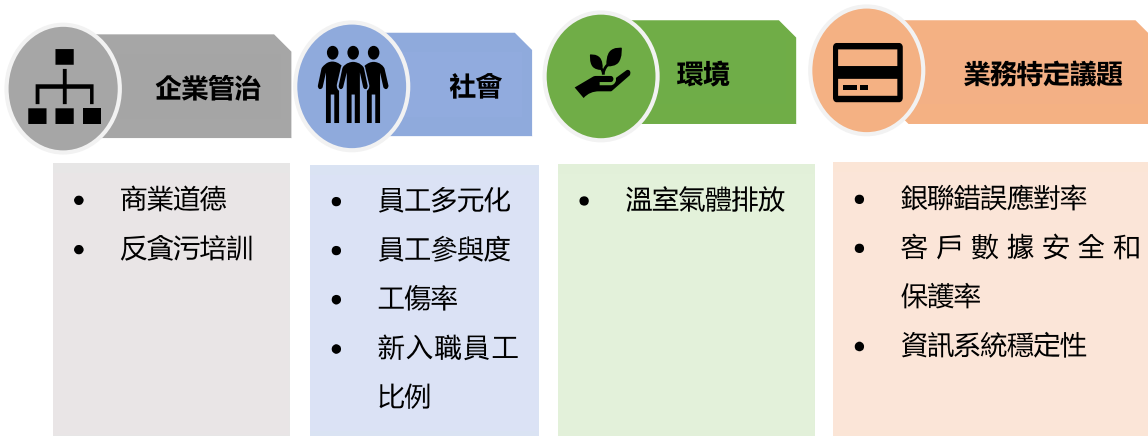 企業管治
商業道德
反貪污培訓
社會
員工多元化
員工參與度
工傷率
新入職員工
比例
環境
溫室氣體排放
業務特定議題
銀聯錯誤應對率
客戶數據安全和
保護率
資訊系統穩定性